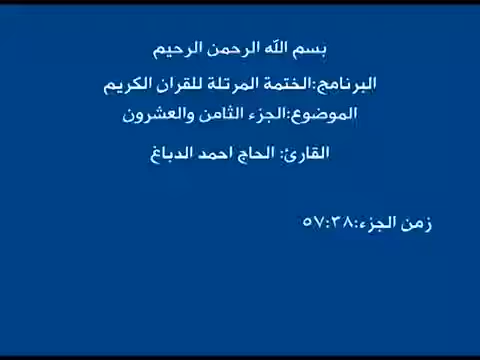 بسم الله الرحمن الرحيم
البرنامج:الختمة المرتلة للقران الكريم
الموضوع:الجزء الثامن والعشرون
القارئ: الحاج احمد الدباغ
زمن الجزء:٥٧:٣٨